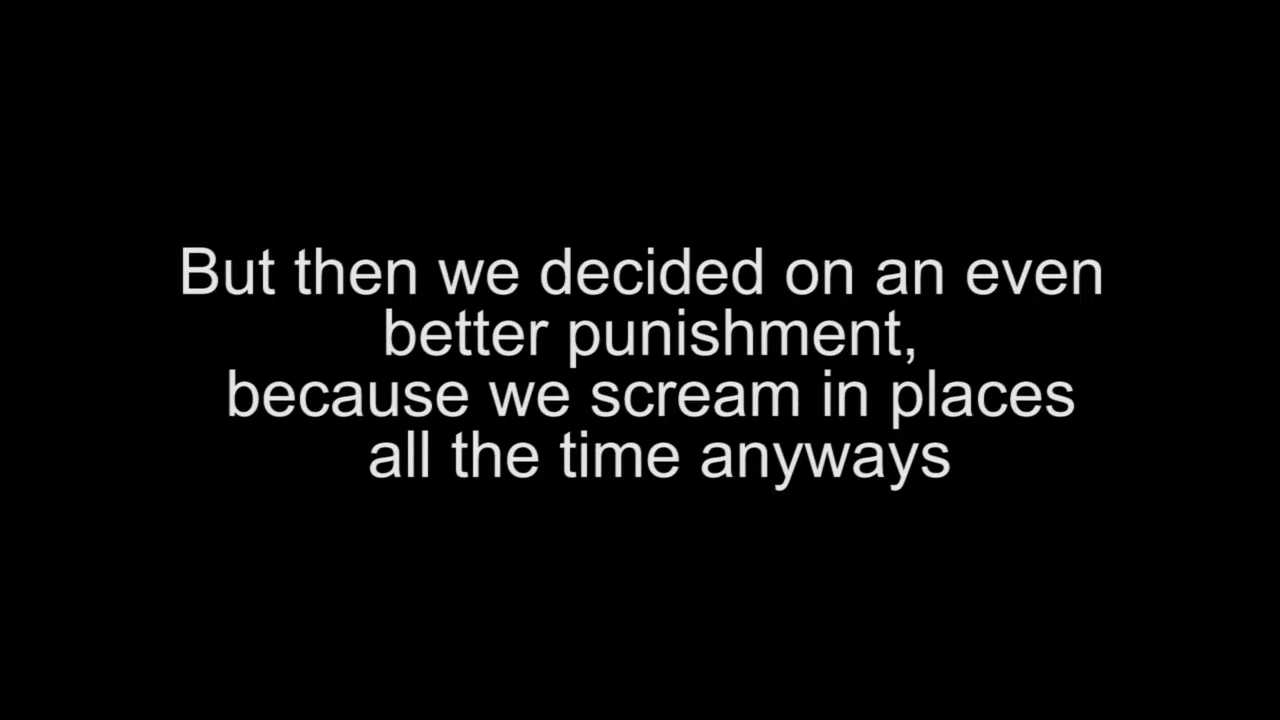 But then we decided on an even
better punishment,
because we scream in places
all the time anyways